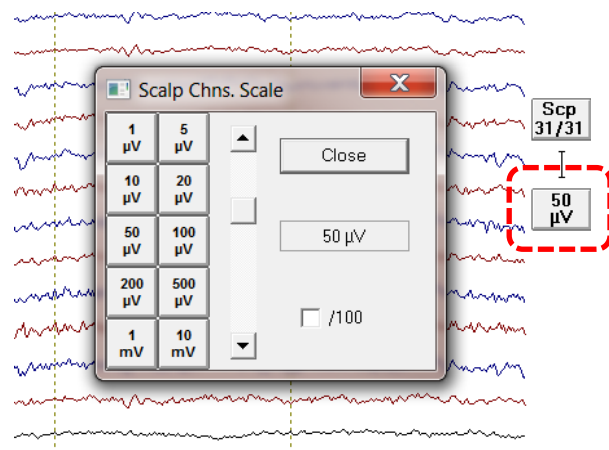 Scalp Chns. Scale
X
1
µV
5
µV
10
µV
20
µV
50
µV
100
µV
200
µV
500
µV
1
mV
10
mV
Close
50 µV
/100
Scp
31/31
50
µV